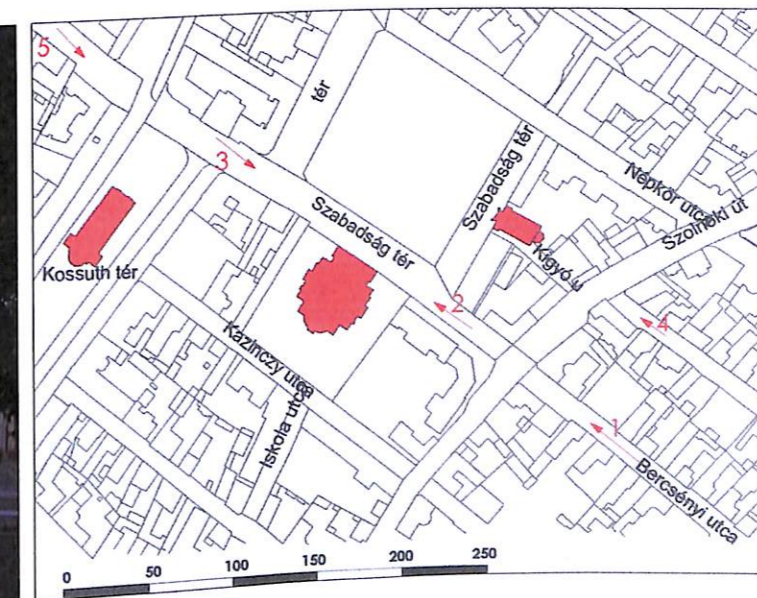 5
tér
3
Szabadság tér
Népkör utca
Szolnoki út
Szabadság tér
Kigyó u
Kossuth tér
2
4
Kazinczy utca
Iskola utca
1
Bercsényi utca
0 50 100 150 200 250